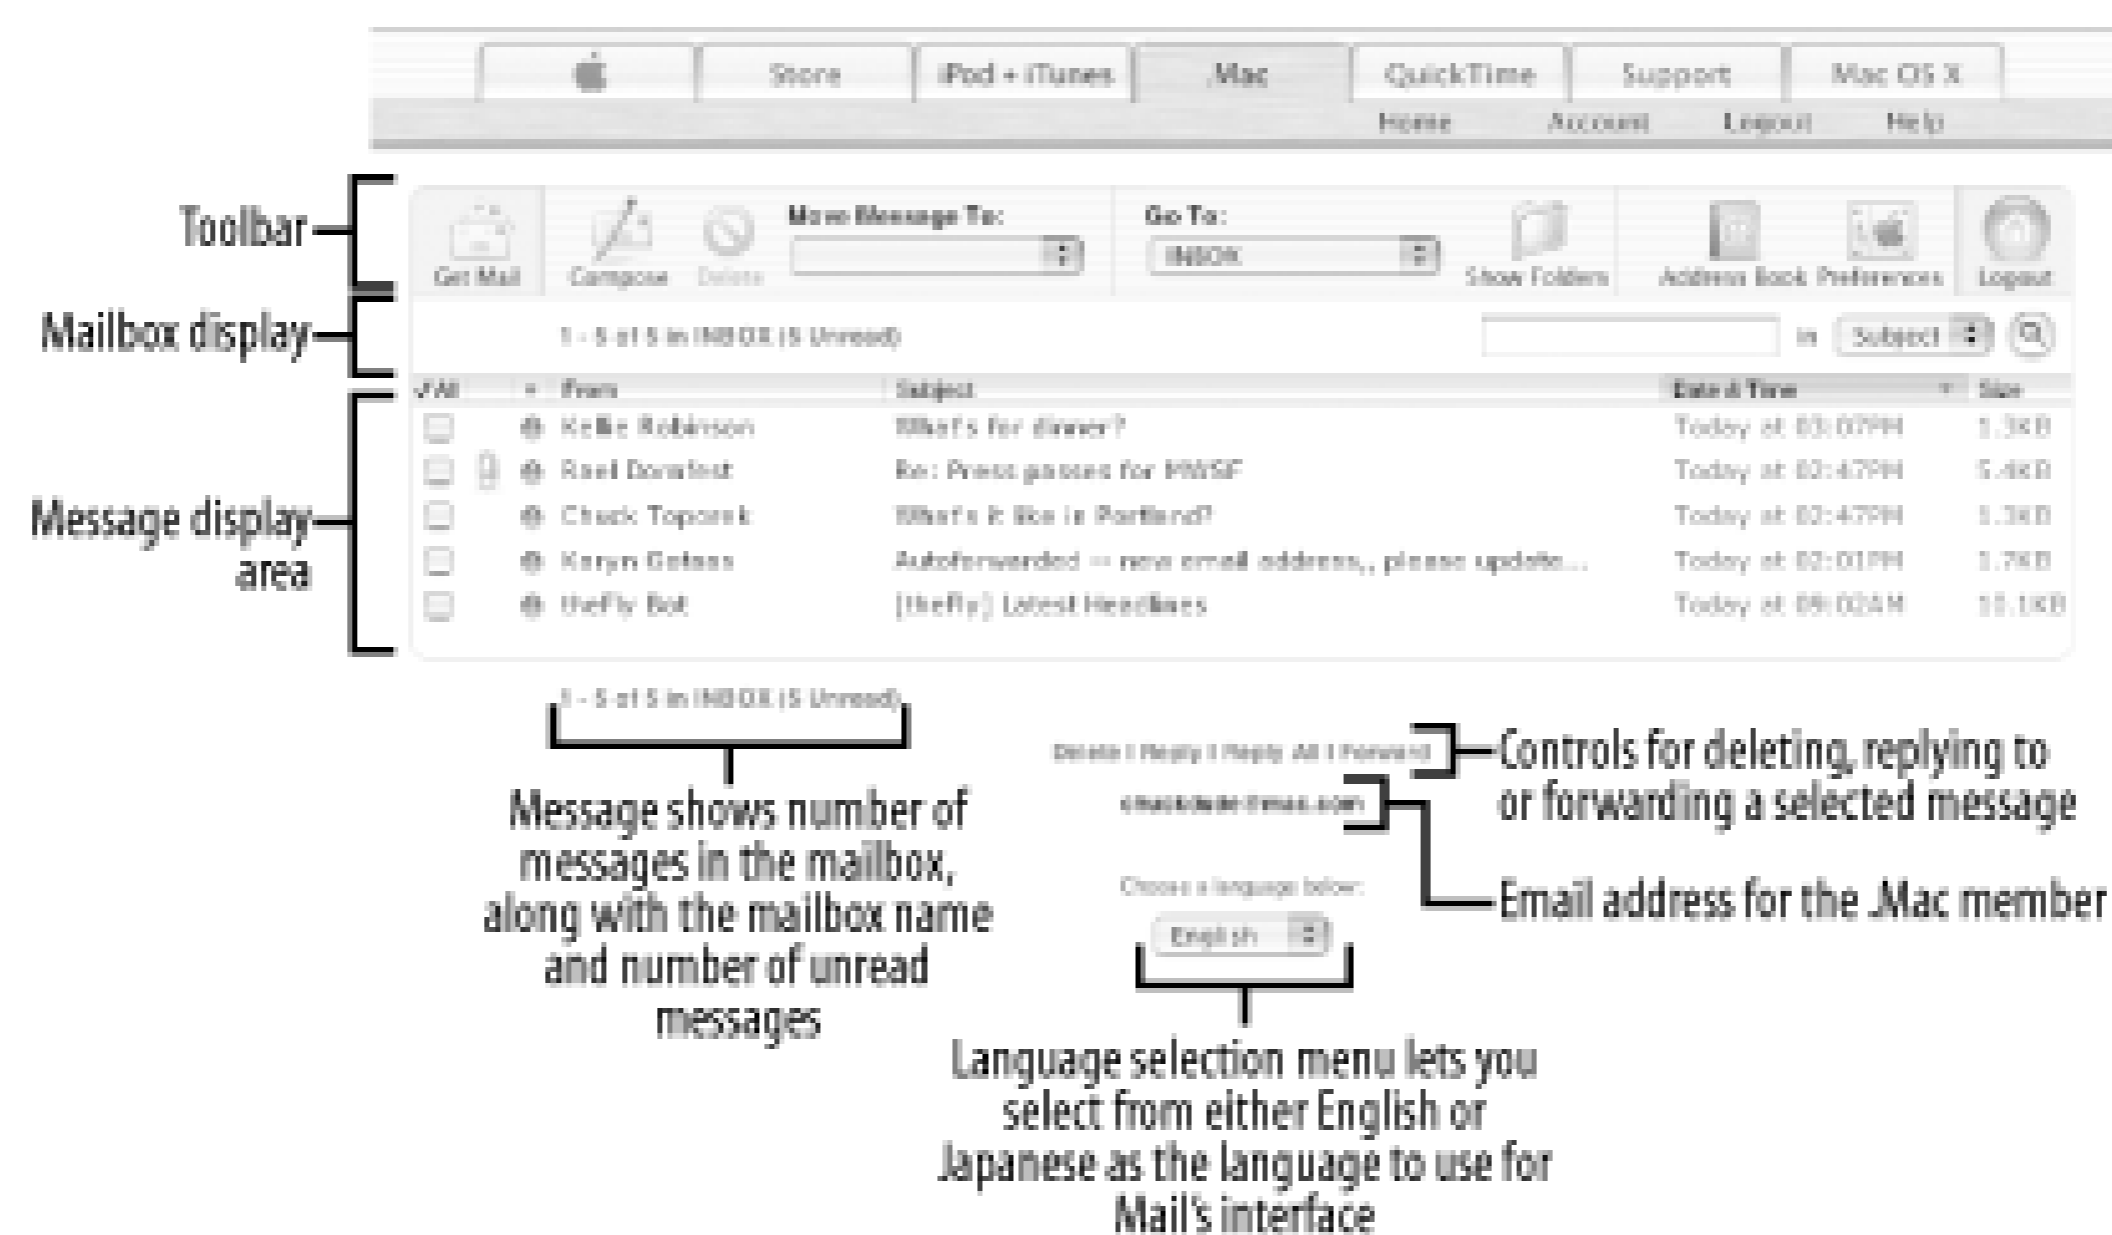 Store iPod + iTunes .Mac QuickTime Support Mac OS X
Home Account Logout Help
Toolbar
Move Message To: Go To:
INBOX
Get Mail Compose Delete Show Folders Address Book Preferences Logout
Mailbox display
1 - 5 of 5 in INBOX (5 Unread) in Subject
All From Subject Date & Time Size
Kellie Robinson What's for dinner? Today at 03:07PM 1.3KB
Rael Dornfest Re: Press passes for MWSF Today at 02:47PM 5.4KB
Chuck Toporek What's it like in Portland? Today at 02:47PM 1.3KB
Karyn Autoforwarded -- new email address,, please update... Today at 02:01PM 1.7KB
thefly Bot [thefly] Latest Headlines Today at 09:02AM
Message display
area
1 - 5 of 5 in INBOX (5 Unread)
Delete | Reply | Reply All | Forward
Controls for deleting, replying to
or forwarding a selected message
Message shows number of
messages in the mailbox,
along with the mailbox name
and number of unread
messages
Email address for the .Mac member
Choose a language below:
English
Language selection menu lets you
select from either English or
Japanese as the language to use for
Mail's interface